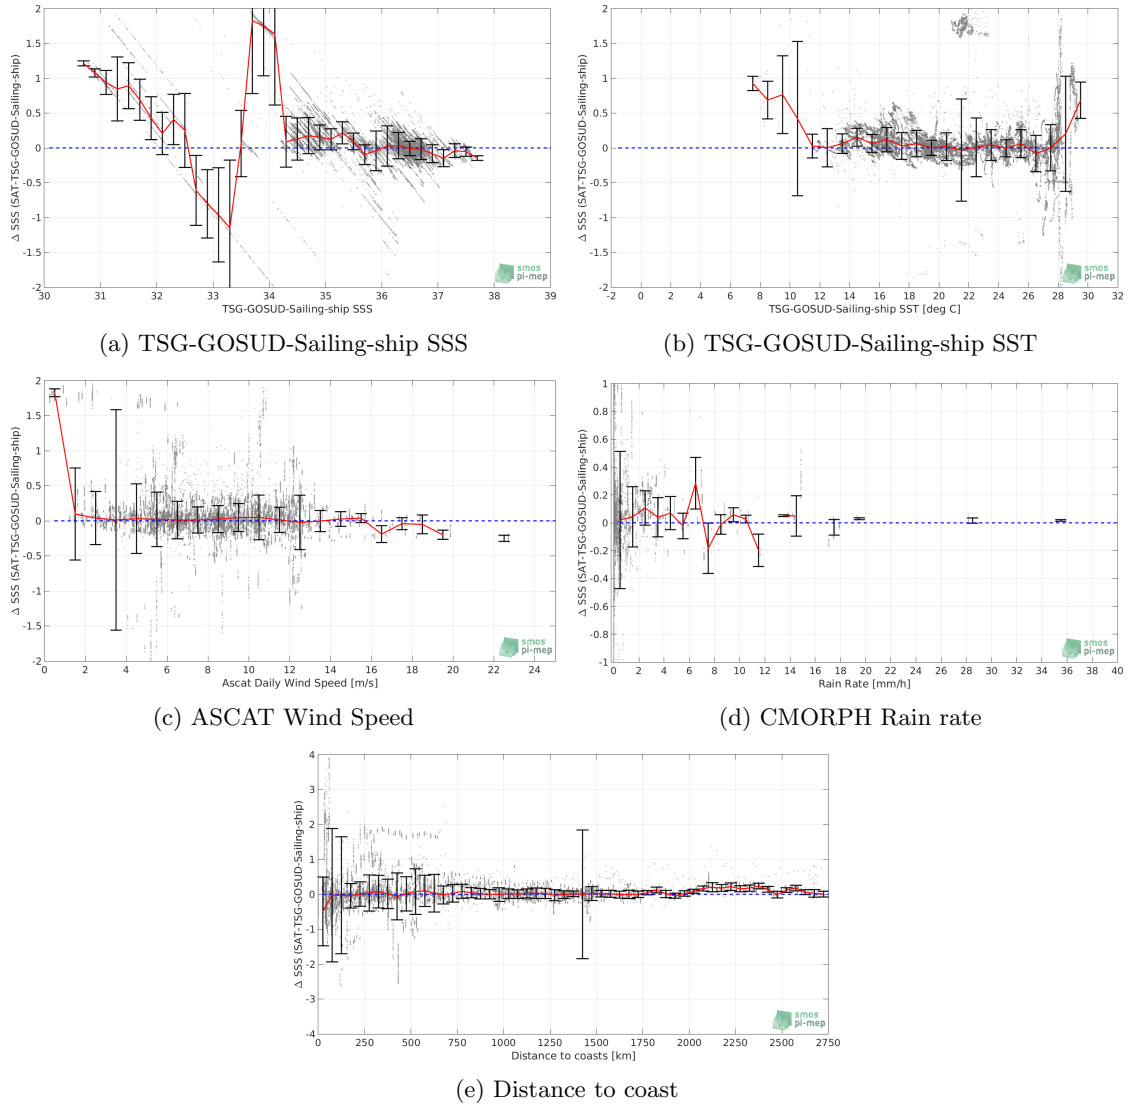 2
1.5
1
0.5
0
-0.5
-1
-1.5
-2
Δ SSS (SAT-TSG-GOSUD-Sailing-ship)
30 31 32 33 34 35 36 37 38 39
TSG-GOSUD-Sailing-ship SSS
smos
pi-mep
(a) TSG-GOSUD-Sailing-ship SSS
2
1.5
1
0.5
0
-0.5
-1
-1.5
-2
Δ SSS (SAT-TSG-GOSUD-Sailing-ship)
-2 0 2 4 6 8 10 12 14 16 18 20 22 24 26 28 30 32
TSG-GOSUD-Sailing-ship SST [deg C]
smos
pi-mep
(b) TSG-GOSUD-Sailing-ship SST
2
1.5
1
0.5
0
-0.5
-1
-1.5
-2
Δ SSS (SAT-TSG-GOSUD-Sailing-ship)
0 2 4 6 8 10 12 14 16 18 20 22 24
Ascat Daily Wind Speed [m/s]
smos
pi-mep
(c) ASCAT Wind Speed
1
0.8
0.6
0.4
0.2
0
-0.2
-0.4
-0.6
-0.8
-1
Δ SSS (SAT-TSG-GOSUD-Sailing-ship)
0 2 4 6 8 10 12 14 16 18 20 22 24 26 28 30 32 34 36 38 40
Rain Rate [mm/h]
smos
pi-mep
(d) CMORPH Rain rate
4
3
2
1
0
-1
-2
-3
-4
Δ SSS (SAT-TSG-GOSUD-Sailing-ship)
0 250 500 750 1000 1250 1500 1750 2000 2250 2500 2750
Distance to coasts [km]
smos
pi-mep
(e) Distance to coast